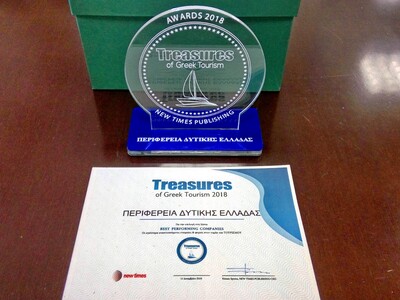 AWARDS 2018
Treasures
of Greek Tourism
NEW TIMES PUBLISHING
ΠΕΡΙΦΕΡΕΙΑ ΔΥΤΙΚΗΣ ΕΛΛΑΔΑΣ
Treasures
of Greek Tourism 2018
ΠΕΡΙΦΕΡΕΙΑ ΔΥΤΙΚΗΣ ΕΛΛΑΔΑΣ
BEST PERFORMING COMPANIES
new times